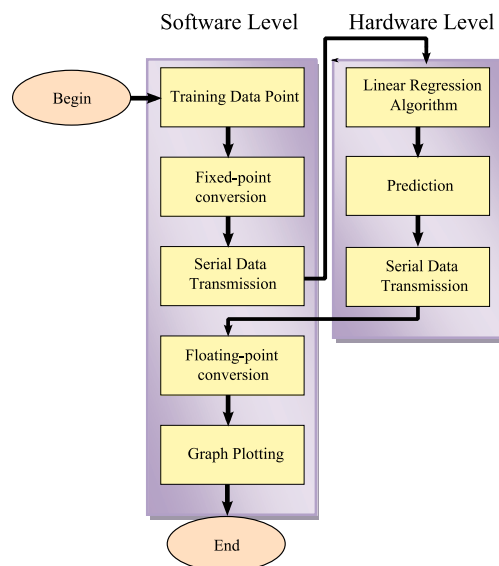 Software Level
Hardware Level
Begin
Training Data Point
Fixed-point
conversion
Serial Data
Transmission
Linear Regression
Algorithm
Prediction
Serial Data
Transmission
Floating-point
conversion
Graph Plotting
End